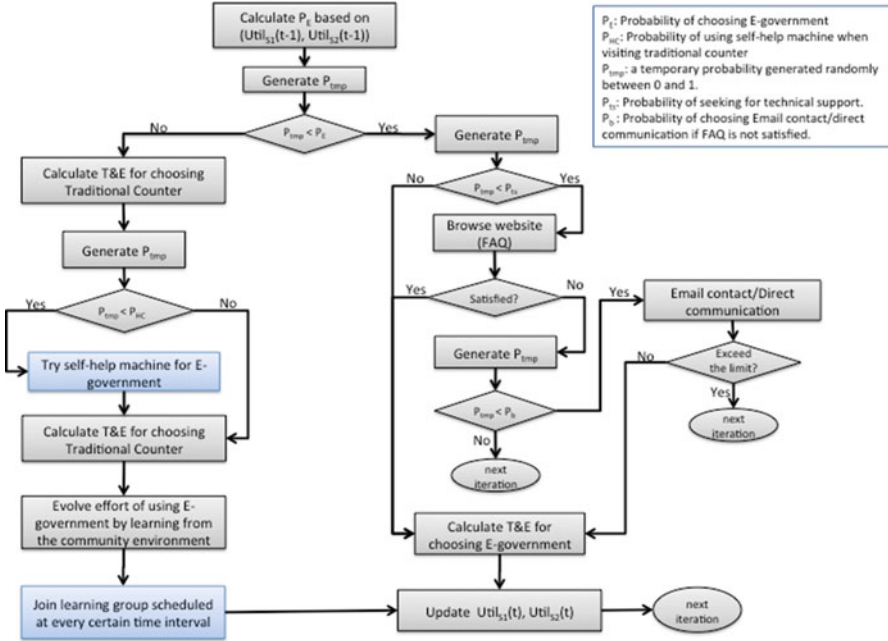 Calculate P_E based on
(Util_S1(t-1), Util_S2(t-1))
Generate P_tmp
P_tmp < P_E
No
Yes
P_E: Probability of choosing E-government
P_HC: Probability of using self-help machine when
visiting traditional counter
P_tmp: a temporary probability generated randomly
between 0 and 1.
P_ts: Probability of seeking for technical support.
P_b : Probability of choosing Email contact/direct
communication if FAQ is not satisfied.
Calculate T&E for choosing
Traditional Counter
Generate P_tmp
P_tmp < P_HC
Yes
No
Try self-help machine for E-
government
Calculate T&E for choosing
Traditional Counter
Evolve effort of using E-
government by learning from
the community environment
Join learning group scheduled
at every certain time interval
Generate P_tmp
P_tmp < P_ts
No
Yes
Browse website
(FAQ)
Satisfied?
Yes
No
Generate P_tmp
P_tmp < P_b
Yes
No
next
iteration
Email contact/Direct
communication
Exceed
the limit?
No
Yes
next
iteration
Calculate T&E for
choosing E-government
Update Util_S1(t), Util_S2(t)
next
iteration